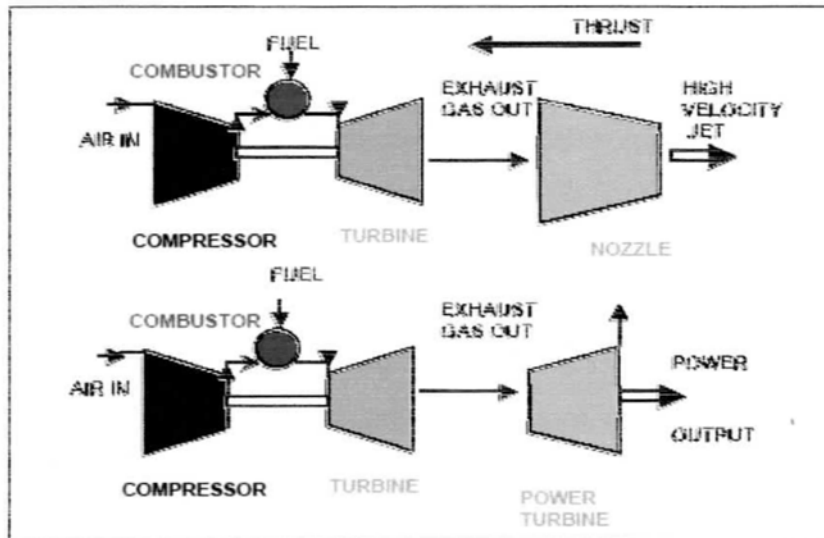 THRUST
FUEL
COMBUSTOR
EXHAUST
GAS OUT
HIGH
VELOCITY
JET
AIR IN
COMPRESSOR
TURBINE
NOZZLE
FUEL
COMBUSTOR
EXHAUST
GAS OUT
POWER
AIR IN
OUTPUT
COMPRESSOR
TURBINE
POWER
TURBINE